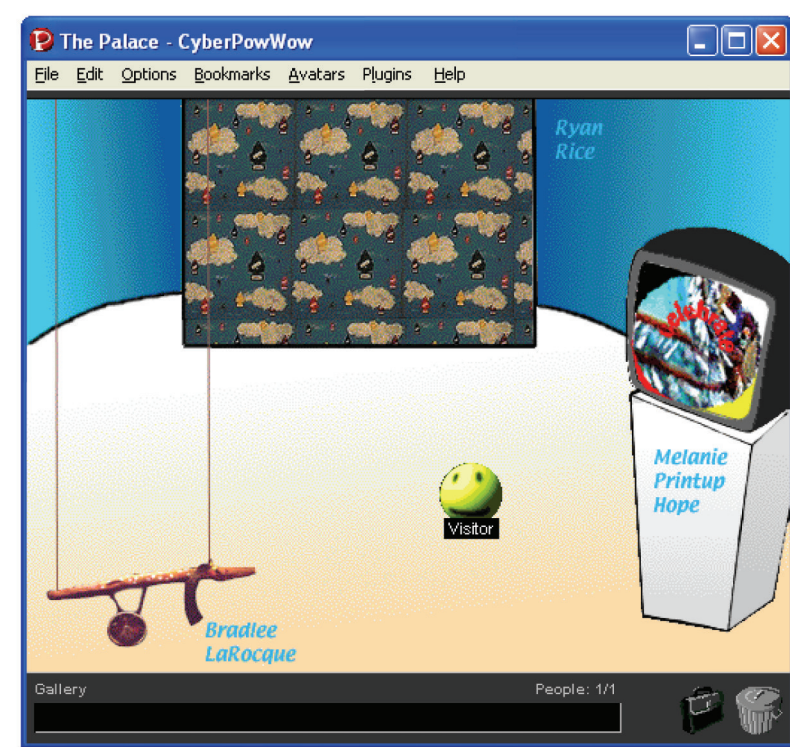 The Palace - CyberPowWow
File Edit Options Bookmarks Avatars Plugins Help
Ryan
Rice
elebrate
Melanie
Printup
Hope
Visitor
Bradlee
LaRocque
Gallery People: 1/1